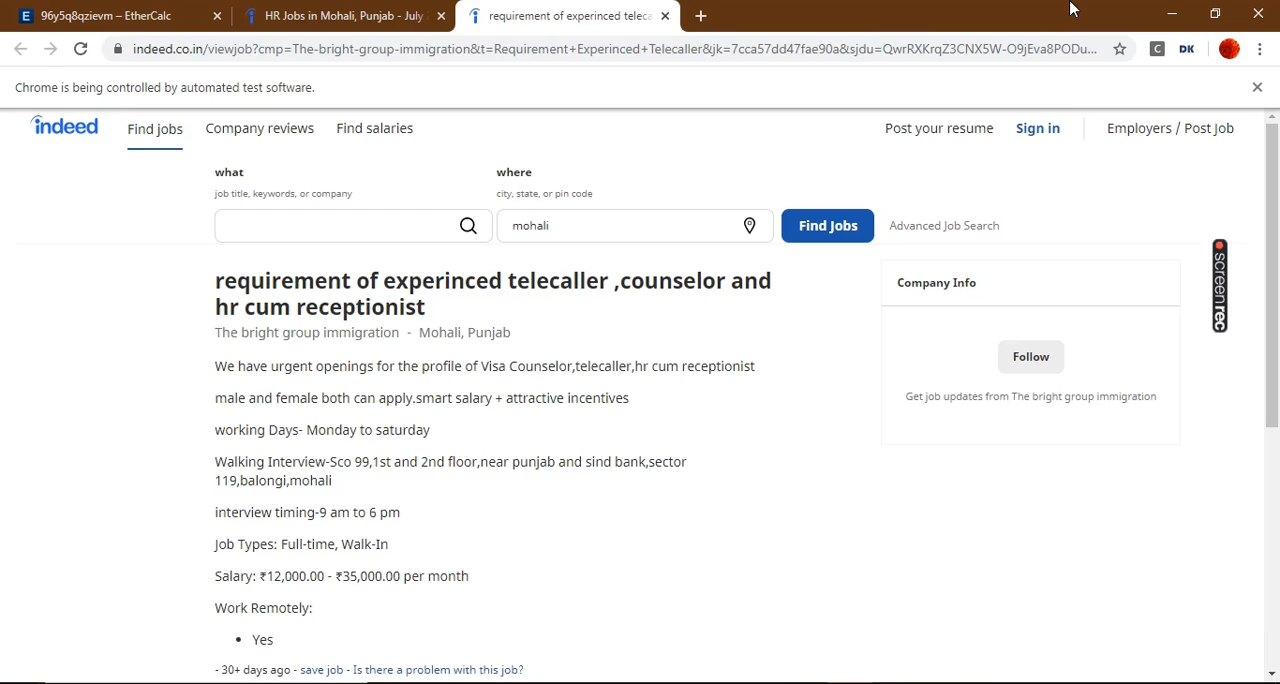 96y5q8qzievm – EtherCalc
HR Jobs in Mohali, Punjab - July
requirement of experinced teleca
indeed.co.in/viewjob?cmp=The-bright-group-immigration&t=Requirement+Experinced+Telecaller&jk=7cca57dd47fae90a&sjdu=QwrRXKrqZ3CNX5W-O9jEva8PODu...
C DK
Chrome is being controlled by automated test software.
indeed
Find jobs
Company reviews
Find salaries
Post your resume
Sign in
Employers / Post Job
what
where
job title, keywords, or company
city, state, or pin code
mohali
Find Jobs
Advanced Job Search
requirement of experinced telecaller ,counselor and
hr cum receptionist
The bright group immigration - Mohali, Punjab
We have urgent openings for the profile of Visa Counselor,telecaller,hr cum receptionist
male and female both can apply.smart salary + attractive incentives
working Days- Monday to saturday
Walking Interview-Sco 99,1st and 2nd floor,near punjab and sind bank,sector
119,balongi,mohali
interview timing-9 am to 6 pm
Job Types: Full-time, Walk-In
Salary: ₹12,000.00 - ₹35,000.00 per month
Work Remotely:
• Yes
- 30+ days ago - save job - Is there a problem with this job?
Company Info
Follow
Get job updates from The bright group immigration
screenrec